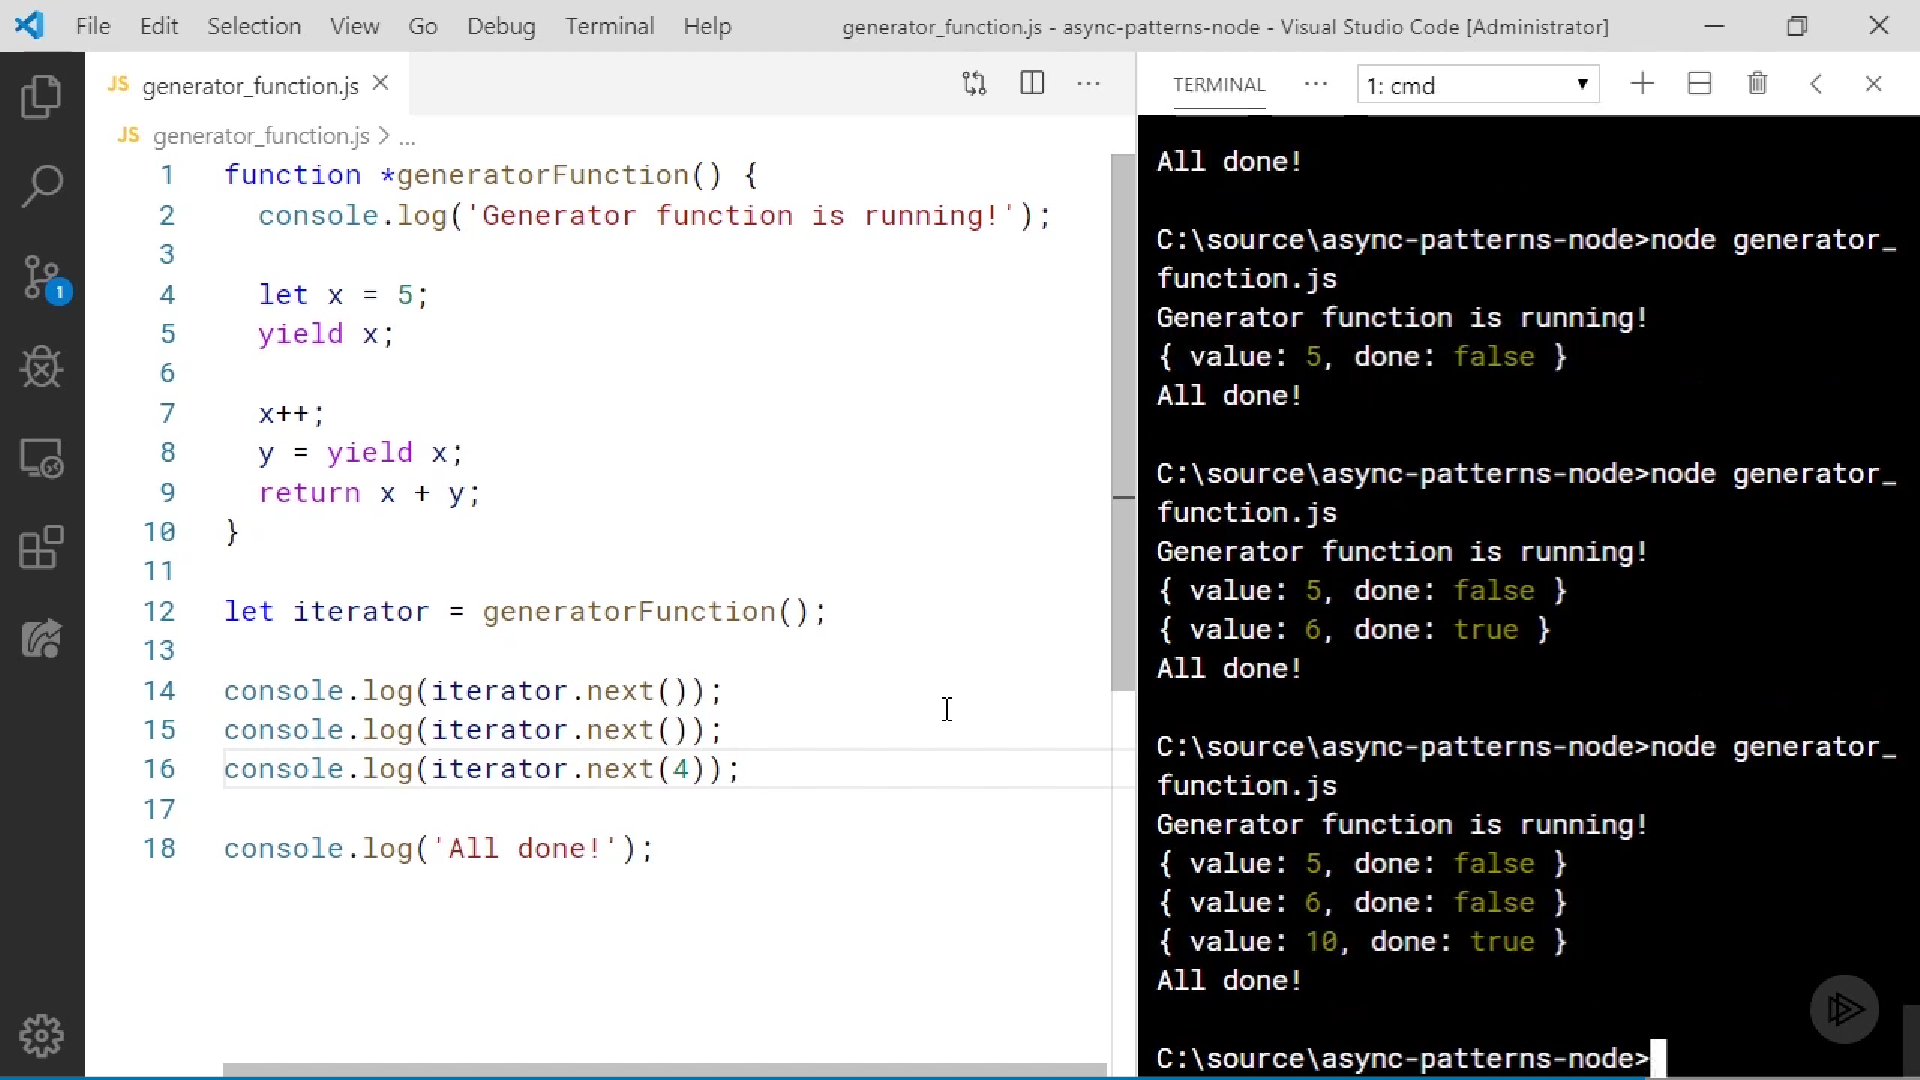 File Edit Selection View Go Debug Terminal Help generator_function.js - async-patterns-node - Visual Studio Code [Administrator]
JS generator_function.js
JS generator_function.js > ...
1 function *generatorFunction() {
2 console.log('Generator function is running!');
3
4 let x = 5;
5 yield x;
6
7 x++;
8 y = yield x;
9 return x + y;
10 }
11
12 let iterator = generatorFunction();
13
14 console.log(iterator.next());
15 console.log(iterator.next());
16 console.log(iterator.next(4));
17
18 console.log('All done!');
1
TERMINAL ... 1: cmd
All done!
C:\source\async-patterns-node>node generator_
function.js
Generator function is running!
{ value: 5, done: false }
All done!
C:\source\async-patterns-node>node generator_
function.js
Generator function is running!
{ value: 5, done: false }
{ value: 6, done: true }
All done!
C:\source\async-patterns-node>node generator_
function.js
Generator function is running!
{ value: 5, done: false }
{ value: 6, done: false }
{ value: 10, done: true }
All done!
C:\source\async-patterns-node>